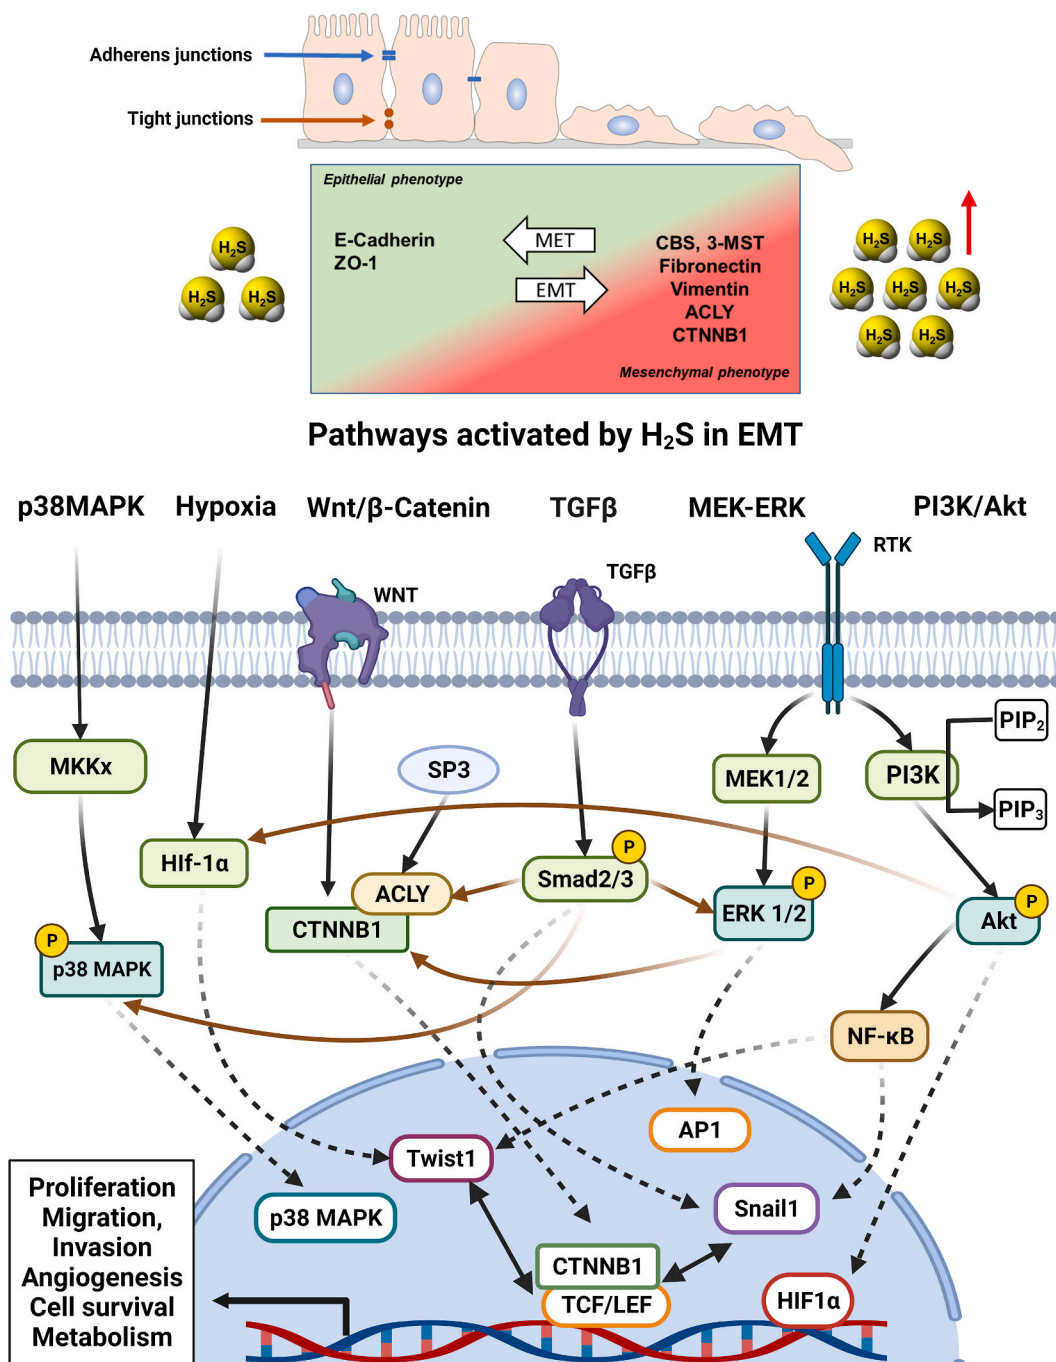 Adherens junctions
Tight junctions
Epithelial phenotype
E-Cadherin
ZO-1
MET
EMT
CBS, 3-MST
Fibronectin
Vimentin
ACLY
CTNNB1
Mesenchymal phenotype
H₂S
H₂S
H₂S
H₂S
H₂S
H₂S
H₂S
H₂S
H₂S
H₂S
Pathways activated by H₂S in EMT
p38MAPK
Hypoxia
Wnt/β-Catenin
TGFβ
MEK-ERK
PI3K/Akt
RTK
TGFβ
WNT
PIP₂
MKKx
SP3
MEK1/2
PI3K
PIP₃
HIf-1α
P
Smad2/3
ACLY
CTNNB1
P
ERK 1/2
P
Akt
P
p38 MAPK
NF-κB
AP1
Twist1
p38 MAPK
Snail1
CTNNB1
TCF/LEF
HIF1α
Proliferation
Migration,
Invasion
Angiogenesis
Cell survival
Metabolism